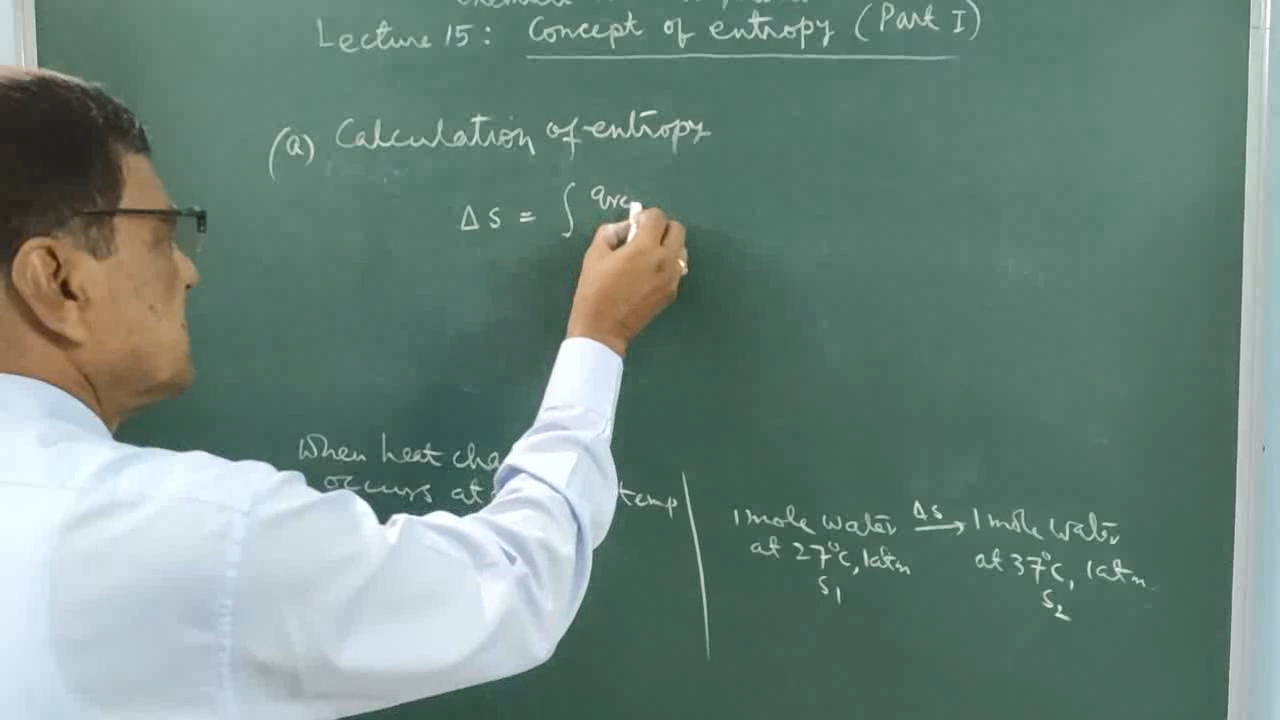 Lecture 15: Concept of entropy (Part I)
(a) Calculation of entropy
ΔS = ∫ qre
When heat cha
occurs at temp
1 mole water ΔS → 1 mole water
at 27°C, 1atm at 37°C, 1atm
S1 S2